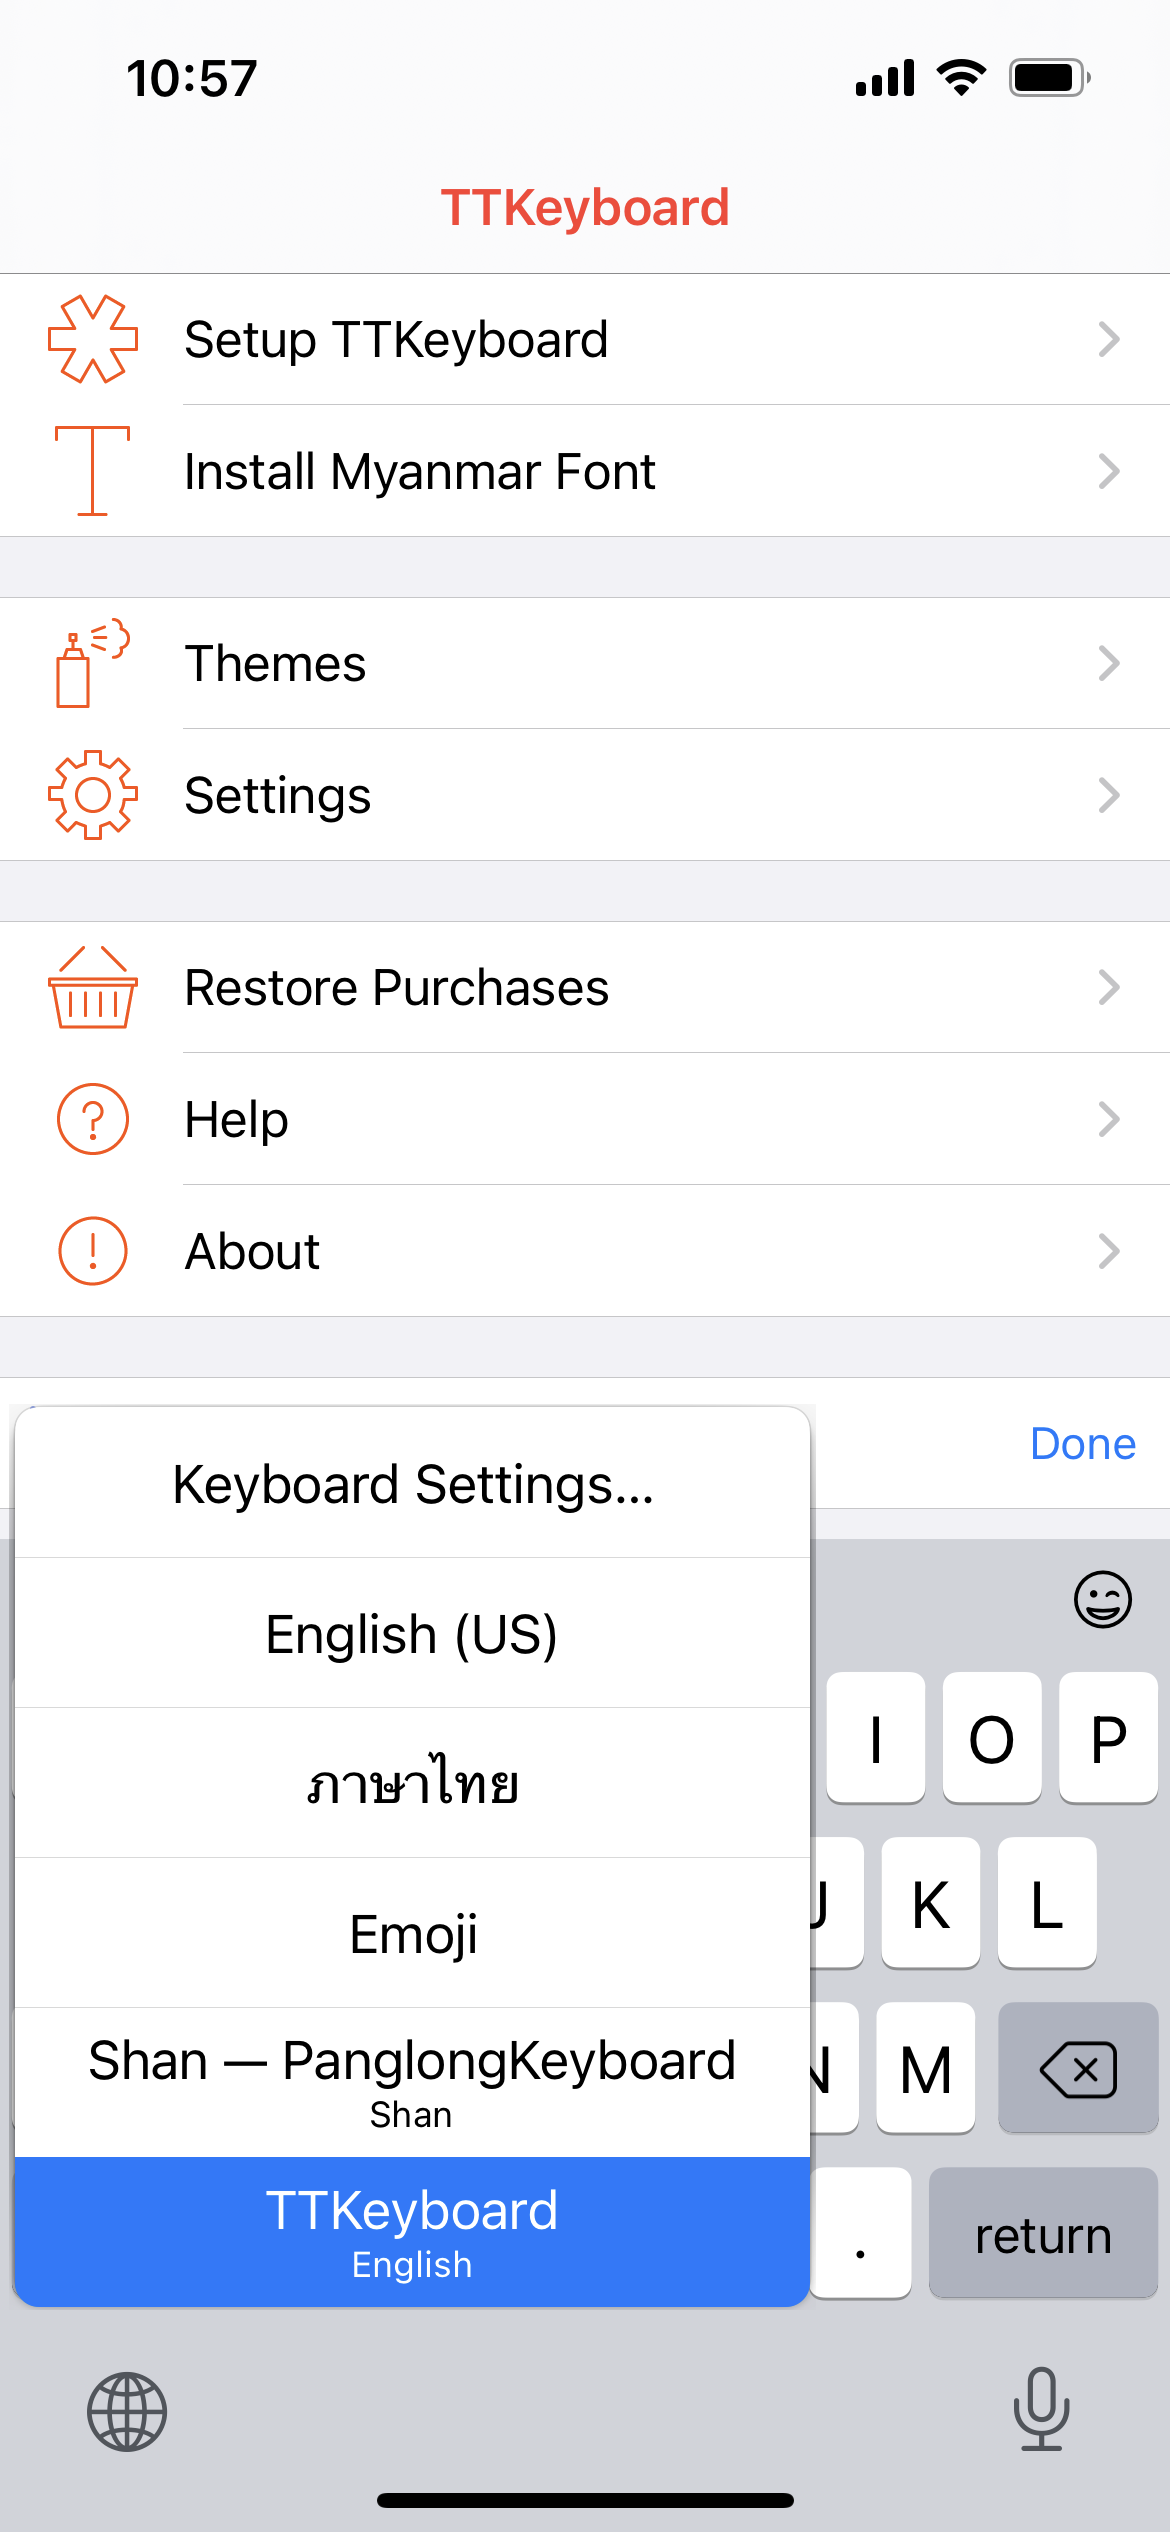 10:57
TTKeyboard
Setup TTKeyboard
Install Myanmar Font
Themes
Settings
Restore Purchases
Help
About
Done
Keyboard Settings...
English (US)
ภาษาไทย
Emoji
Shan — PanglongKeyboard
Shan
TTKeyboard
English
I O P
J K L
N M
. return